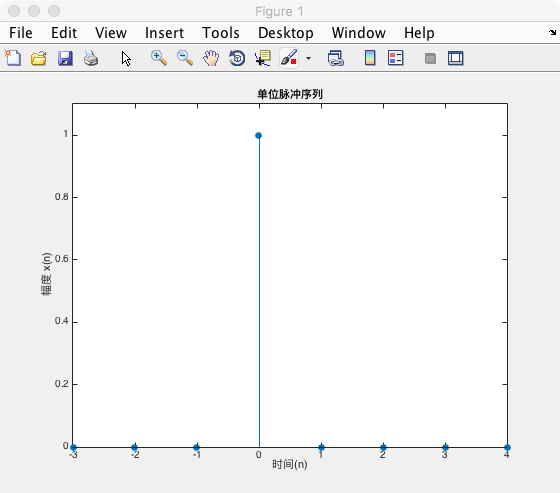 Figure 1
File Edit View Insert Tools Desktop Window Help
单位脉冲序列
1
0.8
0.6
0.4
0.2
0
幅度 x(n)
-3 -2 -1 0 1 2 3 4
时间(n)